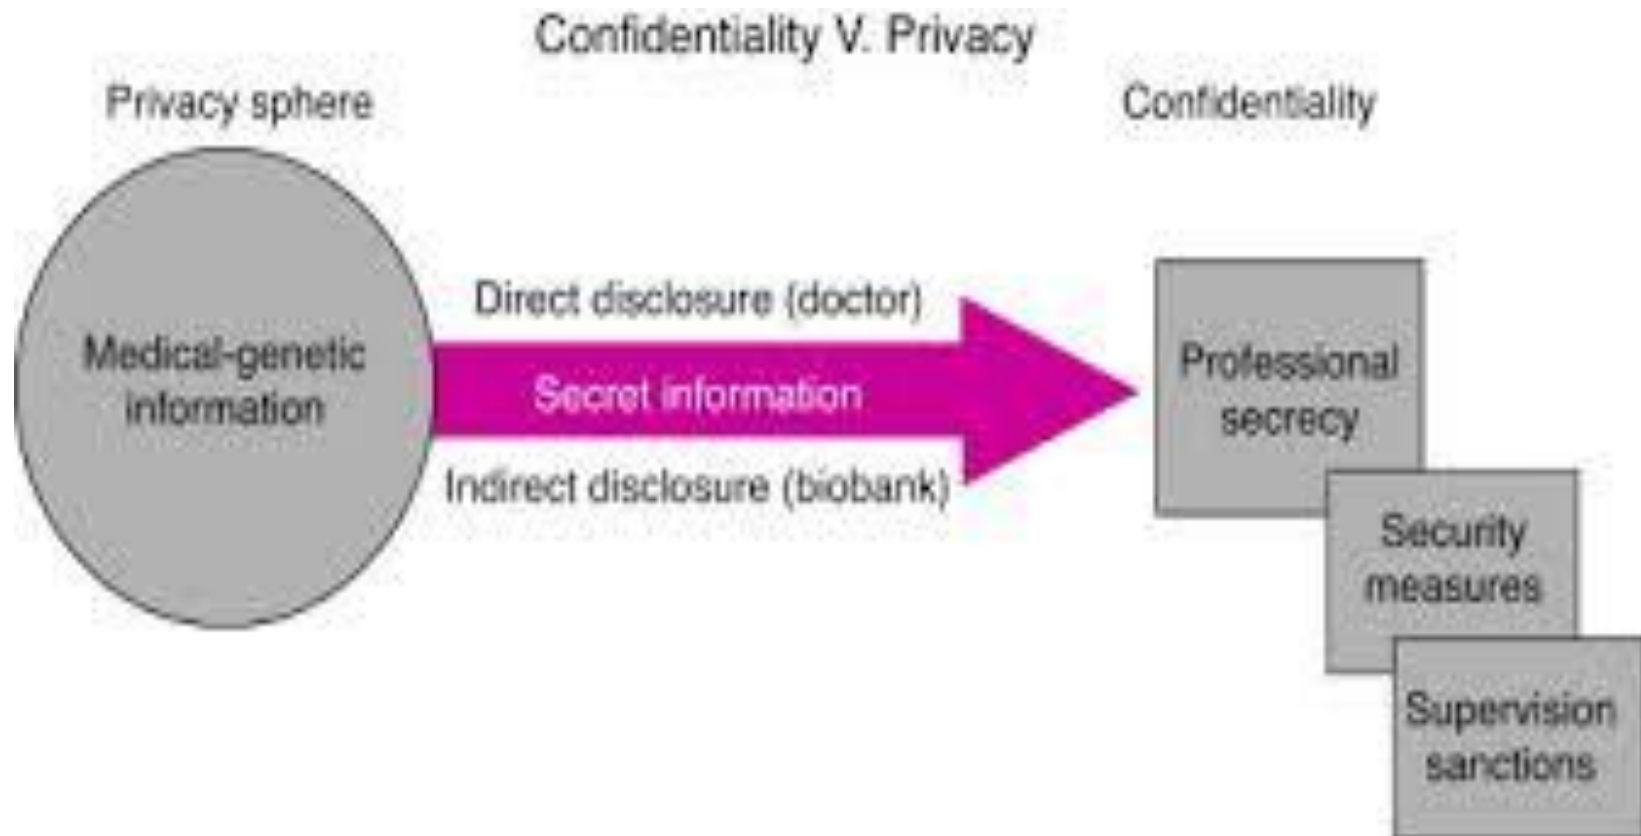 Confidentiality V. Privacy
Privacy sphere
Confidentiality
Medical-genetic
information
Direct disclosure (doctor)
Secret information
Indirect disclosure (biobank)
Professional
secrecy
Security
measures
Supervision
sanctions